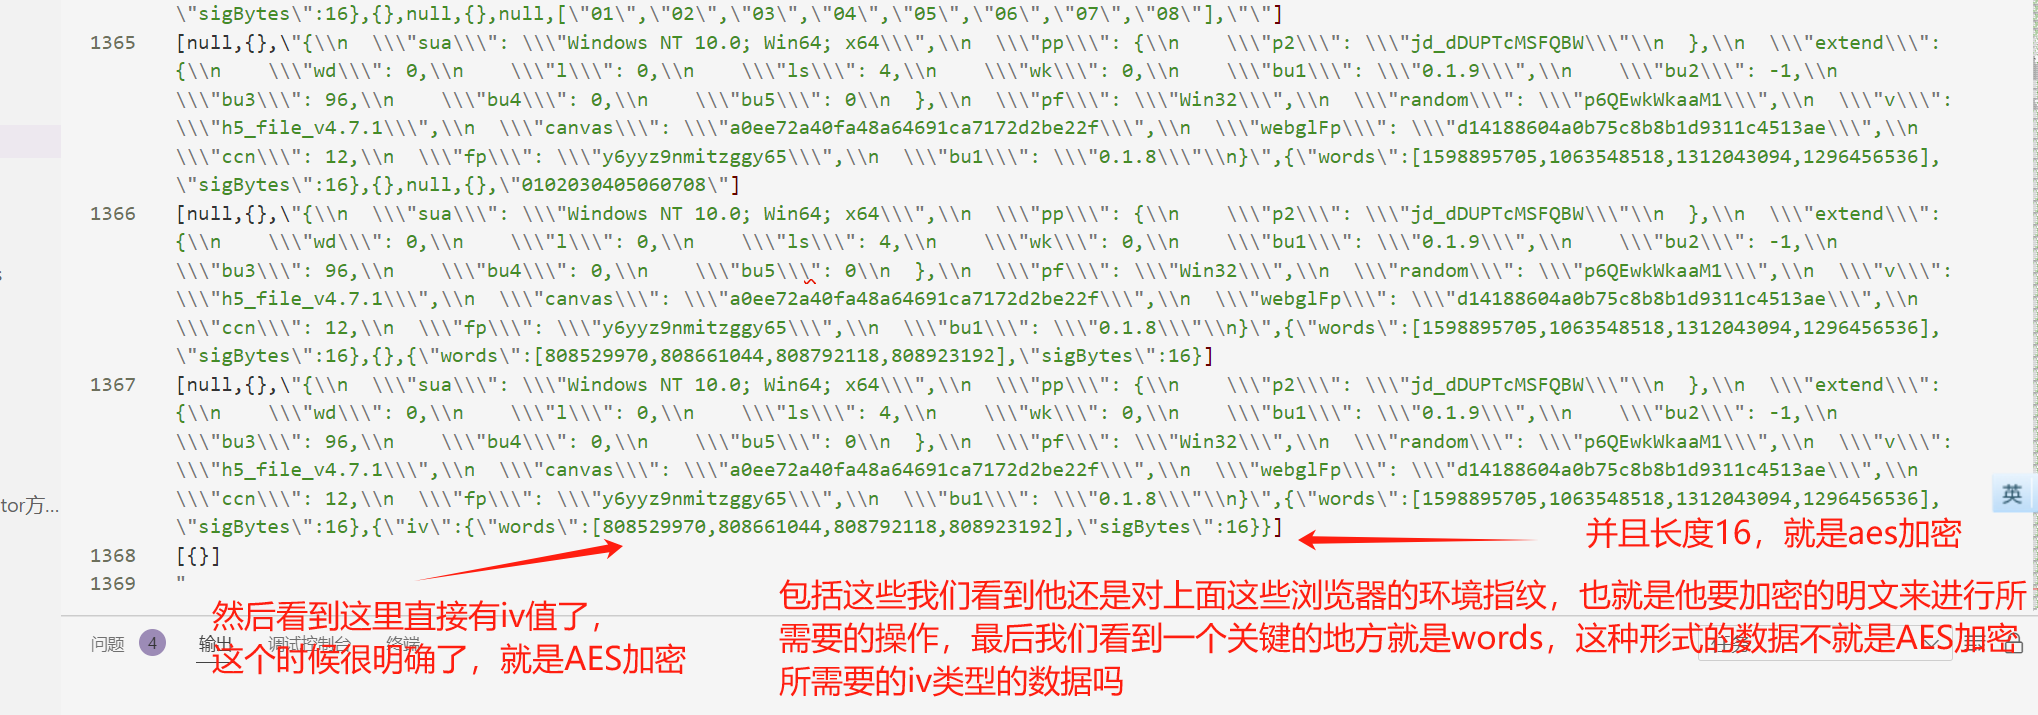 \"sigBytes\":16},{},null,{},null,[\"01\",\"02\",\"03\",\"04\",\"05\",\"06\",\"07\",\"08\"],\"\"]
1365 [null,{},\"{\\n  \\\"sua\\\": \\\"Windows NT 10.0; Win64; x64\\\",\\n  \\\"pp\\\": {\\n    \\\"p2\\\": \\\"jd_dDUPTcMSFQBW\\\"\\n  },\\n  \\\"extend\\\":
{\\n    \\\"wd\\\": 0,\\n    \\\"l\\\": 0,\\n    \\\"ls\\\": 4,\\n    \\\"wk\\\": 0,\\n    \\\"bu1\\\": \\\"0.1.9\\\",\\n    \\\"bu2\\\": -1,\\n
\\\"bu3\\\": 96,\\n    \\\"bu4\\\": 0,\\n    \\\"bu5\\\": 0\\n  },\\n  \\\"pf\\\": \\\"Win32\\\",\\n  \\\"random\\\": \\\"p6QEwkWkaaM1\\\",\\n  \\\"v\\\":
\\\"h5_file_v4.7.1\\\",\\n  \\\"canvas\\\": \\\"a0ee72a40fa48a64691ca7172d2be22f\\\",\\n  \\\"webglFp\\\": \\\"d14188604a0b75c8b8b1d9311c4513ae\\\",\\n
\\\"ccn\\\": 12,\\n  \\\"fp\\\": \\\"y6yyz9nmitzggy65\\\",\\n  \\\"bu1\\\": \\\"0.1.8\\\"\\n}\",{\"words\":[1598895705,1063548518,1312043094,1296456536],
\"sigBytes\":16},{},null,{},\"0102030405060708\"]
1366 [null,{},\"{\\n  \\\"sua\\\": \\\"Windows NT 10.0; Win64; x64\\\",\\n  \\\"pp\\\": {\\n    \\\"p2\\\": \\\"jd_dDUPTcMSFQBW\\\"\\n  },\\n  \\\"extend\\\":
{\\n    \\\"wd\\\": 0,\\n    \\\"l\\\": 0,\\n    \\\"ls\\\": 4,\\n    \\\"wk\\\": 0,\\n    \\\"bu1\\\": \\\"0.1.9\\\",\\n    \\\"bu2\\\": -1,\\n
\\\"bu3\\\": 96,\\n    \\\"bu4\\\": 0,\\n    \\\"bu5\\\": 0\\n  },\\n  \\\"pf\\\": \\\"Win32\\\",\\n  \\\"random\\\": \\\"p6QEwkWkaaM1\\\",\\n  \\\"v\\\":
\\\"h5_file_v4.7.1\\\",\\n  \\\"canvas\\\": \\\"a0ee72a40fa48a64691ca7172d2be22f\\\",\\n  \\\"webglFp\\\": \\\"d14188604a0b75c8b8b1d9311c4513ae\\\",\\n
\\\"ccn\\\": 12,\\n  \\\"fp\\\": \\\"y6yyz9nmitzggy65\\\",\\n  \\\"bu1\\\": \\\"0.1.8\\\"\\n}\",{\"words\":[1598895705,1063548518,1312043094,1296456536],
\"sigBytes\":16},{},{\"words\":[808529970,808661044,808792118,808923192],\"sigBytes\":16}]
1367 [null,{},\"{\\n  \\\"sua\\\": \\\"Windows NT 10.0; Win64; x64\\\",\\n  \\\"pp\\\": {\\n    \\\"p2\\\": \\\"jd_dDUPTcMSFQBW\\\"\\n  },\\n  \\\"extend\\\":
{\\n    \\\"wd\\\": 0,\\n    \\\"l\\\": 0,\\n    \\\"ls\\\": 4,\\n    \\\"wk\\\": 0,\\n    \\\"bu1\\\": \\\"0.1.9\\\",\\n    \\\"bu2\\\": -1,\\n
\\\"bu3\\\": 96,\\n    \\\"bu4\\\": 0,\\n    \\\"bu5\\\": 0\\n  },\\n  \\\"pf\\\": \\\"Win32\\\",\\n  \\\"random\\\": \\\"p6QEwkWkaaM1\\\",\\n  \\\"v\\\":
\\\"h5_file_v4.7.1\\\",\\n  \\\"canvas\\\": \\\"a0ee72a40fa48a64691ca7172d2be22f\\\",\\n  \\\"webglFp\\\": \\\"d14188604a0b75c8b8b1d9311c4513ae\\\",\\n
\\\"ccn\\\": 12,\\n  \\\"fp\\\": \\\"y6yyz9nmitzggy65\\\",\\n  \\\"bu1\\\": \\\"0.1.8\\\"\\n}\",{\"words\":[1598895705,1063548518,1312043094,1296456536],
\"sigBytes\":16},{\"iv\":{\"words\":[808529970,808661044,808792118,808923192],\"sigBytes\":16}}]
1368 [{}]
1369 "
tor方...
英
并且长度16，就是aes加密
然后看到这里直接有iv值了，
这个时候很明确了，就是AES加密
包括这些我们看到他还是对上面这些浏览器的环境指纹，也就是他要加密的明文来进行所
需要的操作，最后我们看到一个关键的地方就是words，这种形式的数据不就是AES加密
所需要的iv类型的数据吗
问题 4 输出 调试控制台 终端 任务